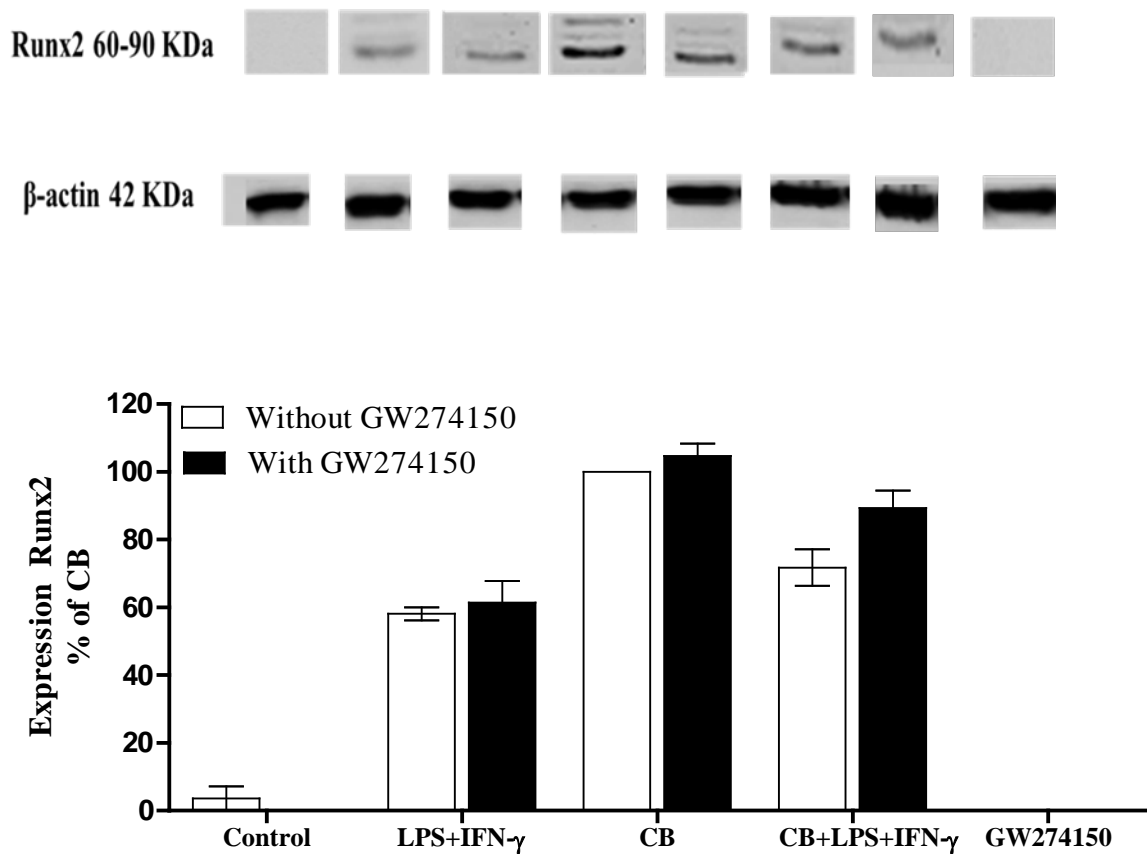 Runx2 60-90 KDa
β-actin 42 KDa
Without GW274150
With GW274150
Expression Runx2
% of CB
120
100
80
60
40
20
0
Control LPS+IFN-γ CB CB+LPS+IFN-γ GW274150